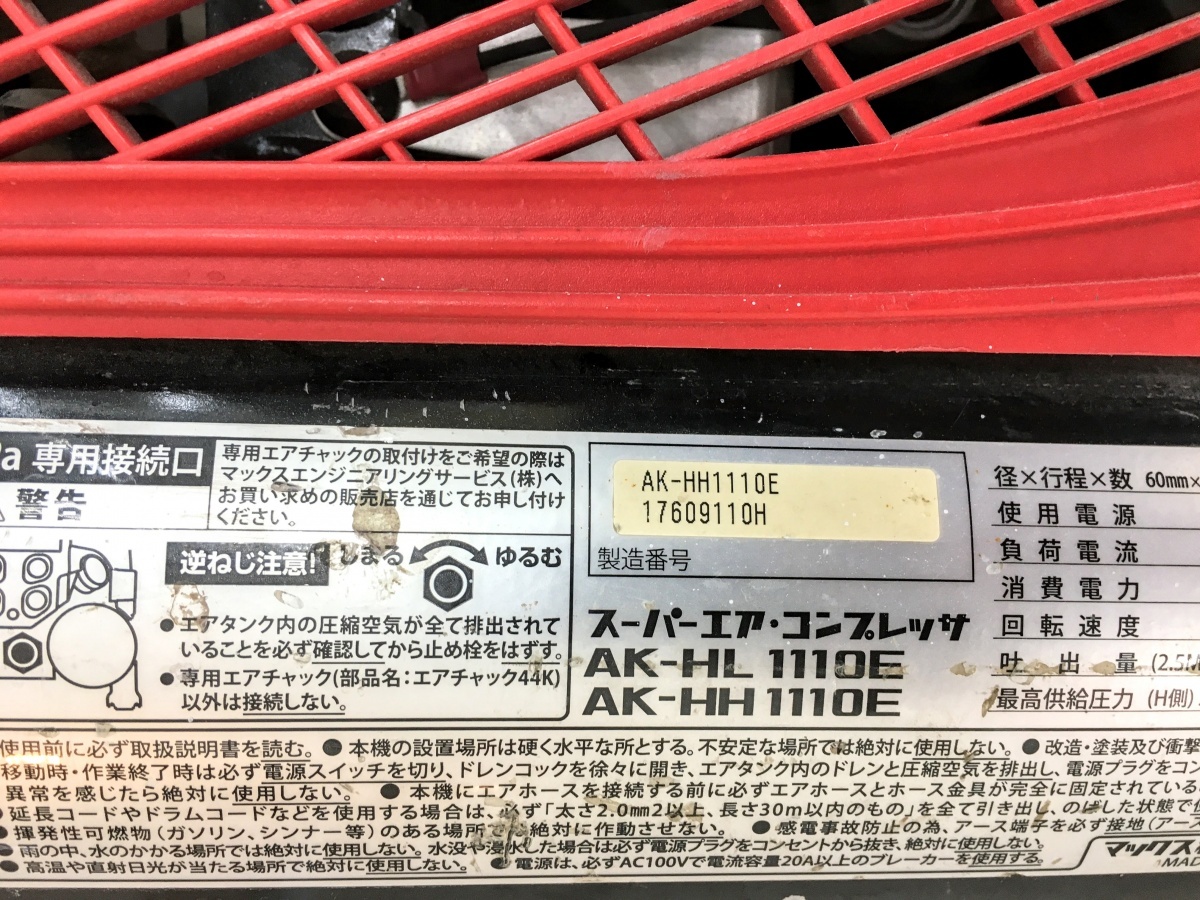 a 専用接続口
警告
専用エアチャックの取付けをご希望の際は
マックスエンジニアリングサービス(株)へ
お買い求めの販売店を通じてお申し付け
ください。
逆ねじ注意!
しまる ゆるむ
●エアタンク内の圧縮空気が全て排出されて
いることを必ず確認してから止め栓をはずす。
●専用エアチャック(部品名:エアチャック44K)
以外は接続しない。
AK-HH1110E
17609110H
製造番号
スーパーエア・コンプレッサ
AK-HL 1110E
AK-HH 1110E
径×行程×数 60mm×
使用電源
負荷電流
消費電力
回転速度
吐出量 (2.5M
最高供給圧力 (H側)
使用前に必ず取扱説明書を読む。 ●本機の設置場所は硬く水平な所とする。不安定な場所では絶対に使用しない。 ●改造・塗装及び衝撃
移動時・作業終了時は必ず電源スイッチを切り、ドレンコックを徐々に開き、エアタンク内のドレンと圧縮空気を排出し、電源プラグをコン
異常を感じたら絶対に使用しない。 ●本機にエアホースを接続する前に必ずエアホースとホース金具が完全に固定されている
延長コードやドラムコードなどを使用する場合は、必ず「太さ2.0mm2以上、長さ30m以内のもの」を全て引き出し、のばした状態で
●揮発性可燃物(ガソリン、シンナー等)のある場所で絶対に作動させない。 ●感電事故防止の為、アース端子を必ず接地(アース
●雨の中、水のかかる場所では絶対に使用しない。水没や浸水した場合は必ず電源プラグをコンセントから抜き、絶対に使用しない。
●高温や直射日光が当たる場所で絶対に使用しない。 ●電源は、必ずAC100Vで電流容量20A以上のブレーカーを使用する。
マックス
MAD